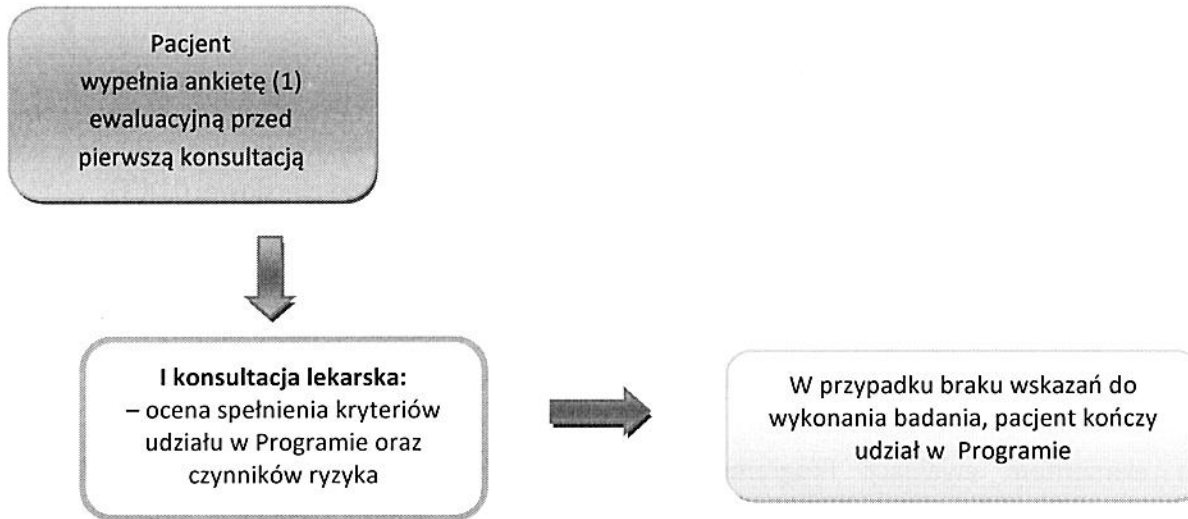 Pacjent
wypełnia ankietę (1)
ewaluacyjną przed
pierwszą konsultacją
I konsultacja lekarska:
– ocena spełnienia kryteriów
udziału w Programie oraz
czynników ryzyka
W przypadku braku wskazań do
wykonania badania, pacjent kończy
udział w Programie